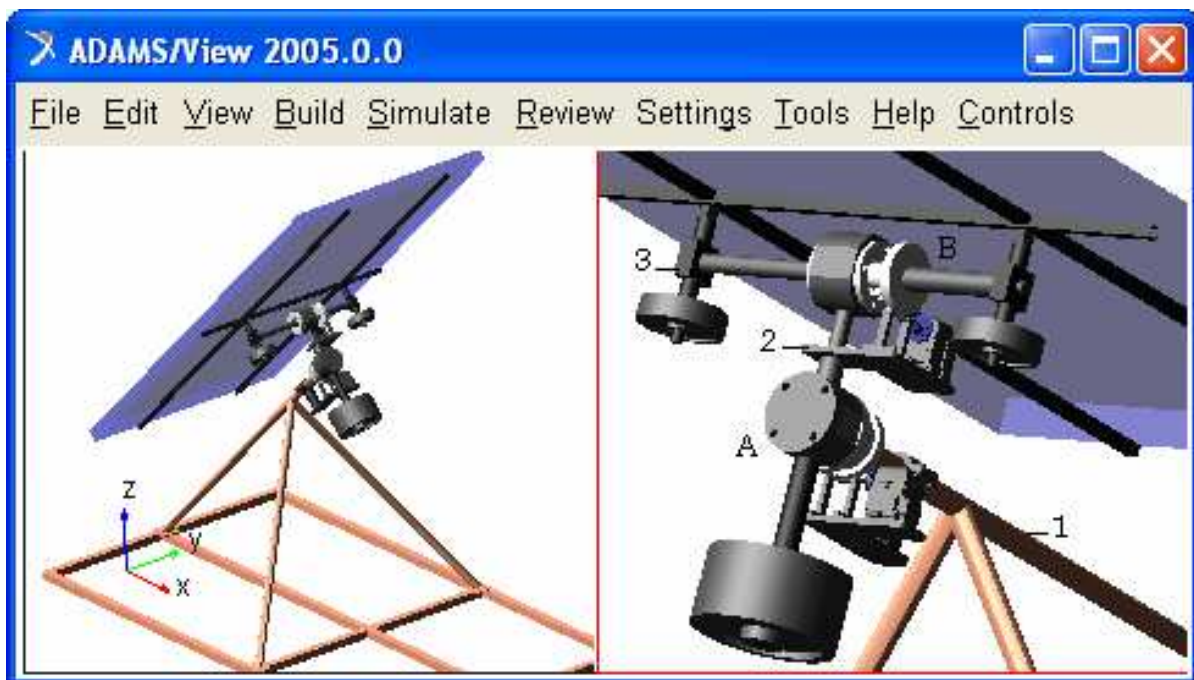 ADAMS/View 2005.0.0
File Edit View Build Simulate Review Settings Tools Help Controls
z
y
x
B
3
2
A
1